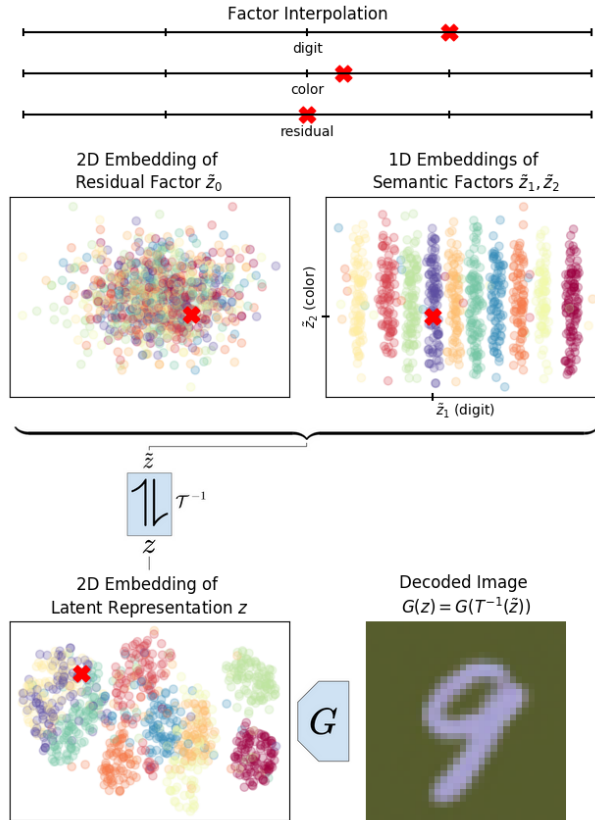 Factor Interpolation
digit
color
residual
2D Embedding of
Residual Factor z̃₀
1D Embeddings of
Semantic Factors z̃₁, z̃₂
z̃₂ (color)
z̃₁ (digit)
z̃
𝒯⁻¹
z
2D Embedding of
Latent Representation z
Decoded Image
G(z) = G(T⁻¹(z̃))
G
9